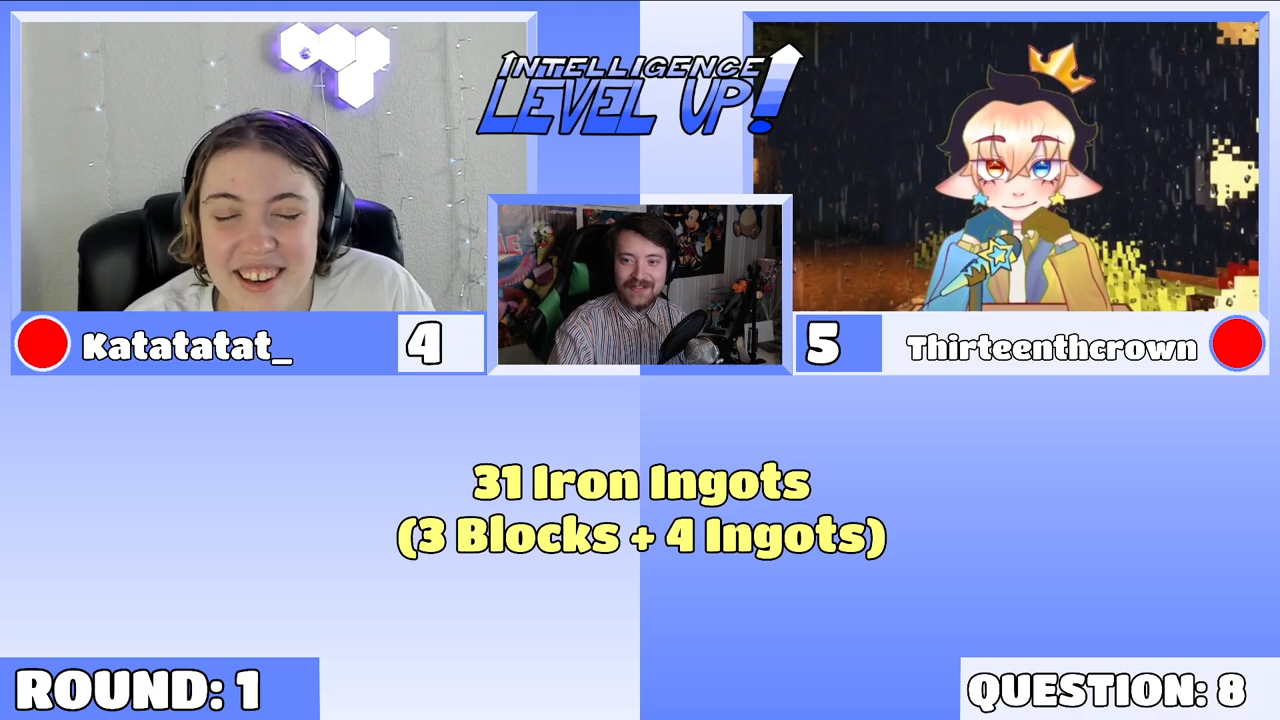 INTELLIGENCE
LEVEL UP!
Katatatat_
4
5
Thirteenthcrown
31 Iron Ingots
(3 Blocks + 4 Ingots)
ROUND: 1
QUESTION: 8